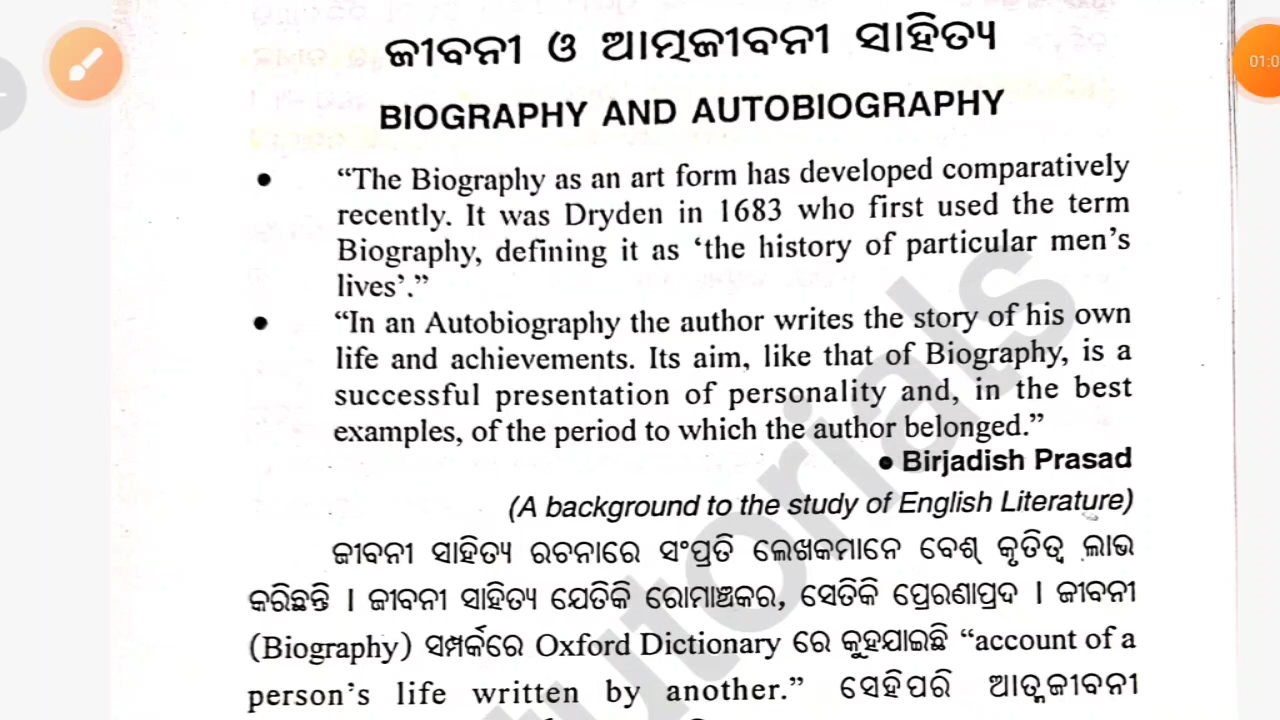 ଜୀବନୀ ଓ ଆତ୍ମଜୀବନୀ ସାହିତ୍ୟ
01:0
BIOGRAPHY AND AUTOBIOGRAPHY
• “The Biography as an art form has developed comparatively
recently. It was Dryden in 1683 who first used the term
Biography, defining it as ‘the history of particular men’s
lives’.”
• “In an Autobiography the author writes the story of his own
life and achievements. Its aim, like that of Biography, is a
successful presentation of personality and, in the best
examples, of the period to which the author belonged.”
• Birjadish Prasad
(A background to the study of English Literature)
ଜୀବନୀ ସାହିତ୍ୟ ରଚନାରେ ସଂପ୍ରତି ଲେଖକମାନେ ବେଶ୍ କୃତିତ୍ୱ ଲାଭ
କରିଛନ୍ତି । ଜୀବନୀ ସାହିତ୍ୟ ଯେତିକି ରୋମାଞ୍ଚକର, ସେତିକି ପ୍ରେରଣାପ୍ରଦ । ଜୀବନୀ
(Biography) ସମ୍ପର୍କରେ Oxford Dictionary ରେ କୁହଯାଇଛି “account of a
person’s life written by another.” ସେହିପରି ଆତ୍ମଜୀବନୀ
utorials